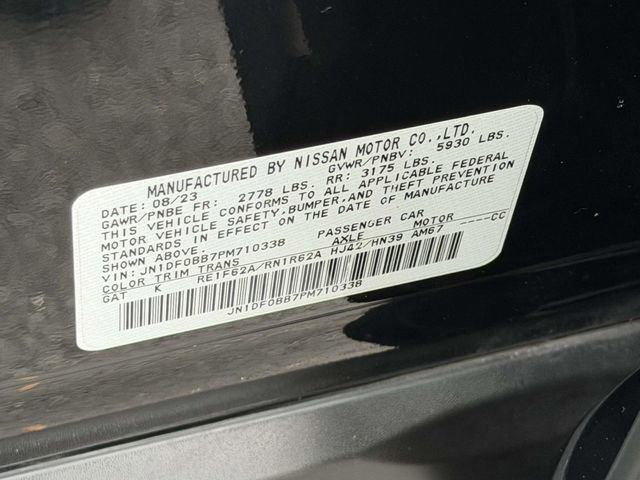 MANUFACTURED BY NISSAN MOTOR CO.,LTD.
DATE: 08/23 GVWR/PNBV: 5930 LBS.
GAWR/PNBE FR: 2778 LBS. RR: 3175 LBS.
THIS VEHICLE CONFORMS TO ALL APPLICABLE FEDERAL
MOTOR VEHICLE SAFETY,BUMPER,AND THEFT PREVENTION
STANDARDS IN EFFECT ON THE DATE OF MANUFACTURE
SHOWN ABOVE.
VIN: JN1DF0BB7PM710338 PASSENGER CAR
COLOR TRIM TRANS AXLE MOTOR ----CC
GAT K RE1F62A/RN1R62A HJ42/HN39 AM67
JN1DF0BB7PM710338